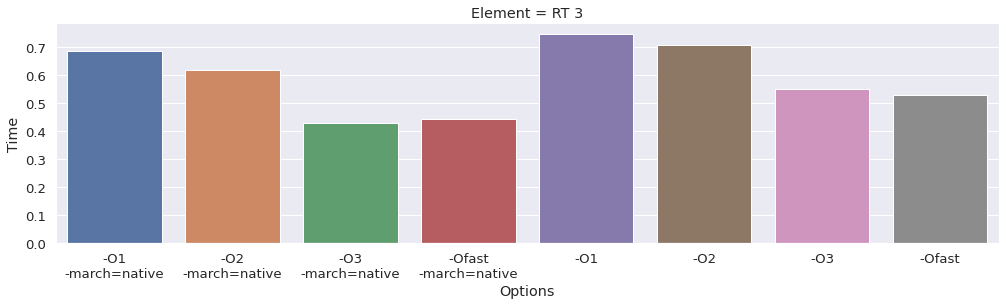 Element = RT 3
Time
0.7
0.6
0.5
0.4
0.3
0.2
0.1
0.0
-O1 -O2 -O3 -Ofast -O1 -O2 -O3 -Ofast
-march=native -march=native -march=native -march=native
Options